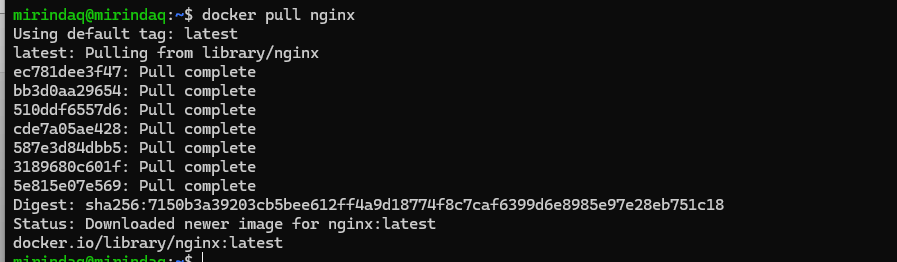 mirindaq@mirindaq:~$ docker pull nginx
Using default tag: latest
latest: Pulling from library/nginx
ec781dee3f47: Pull complete
bb3d0aa29654: Pull complete
510ddf6557d6: Pull complete
cde7a05ae428: Pull complete
587e3d84dbb5: Pull complete
3189680c601f: Pull complete
5e815e07e569: Pull complete
Digest: sha256:7150b3a39203cb5bee612ff4a9d18774f8c7caf6399d6e8985e97e28eb751c18
Status: Downloaded newer image for nginx:latest
docker.io/library/nginx:latest
mirindaq@mirindaq:~$